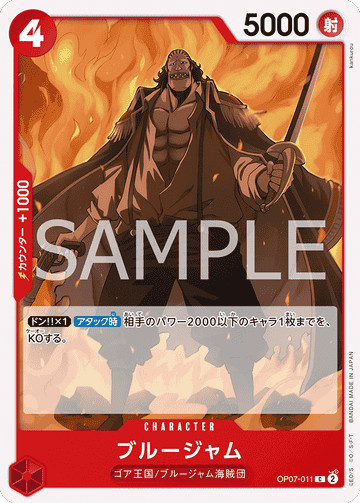 4
5000
射
kankurou
カウンター +1000
SAMPLE
ドン!!×1 アタック時 相手のパワー2000以下のキャラ1枚までを、
KOする。
CHARACTER
ブルージャム
ゴア王国/ブルージャム海賊団
OP07-011 C 2
©E.O./S. ©O./S・F・T BANDAI MADE IN JAPAN